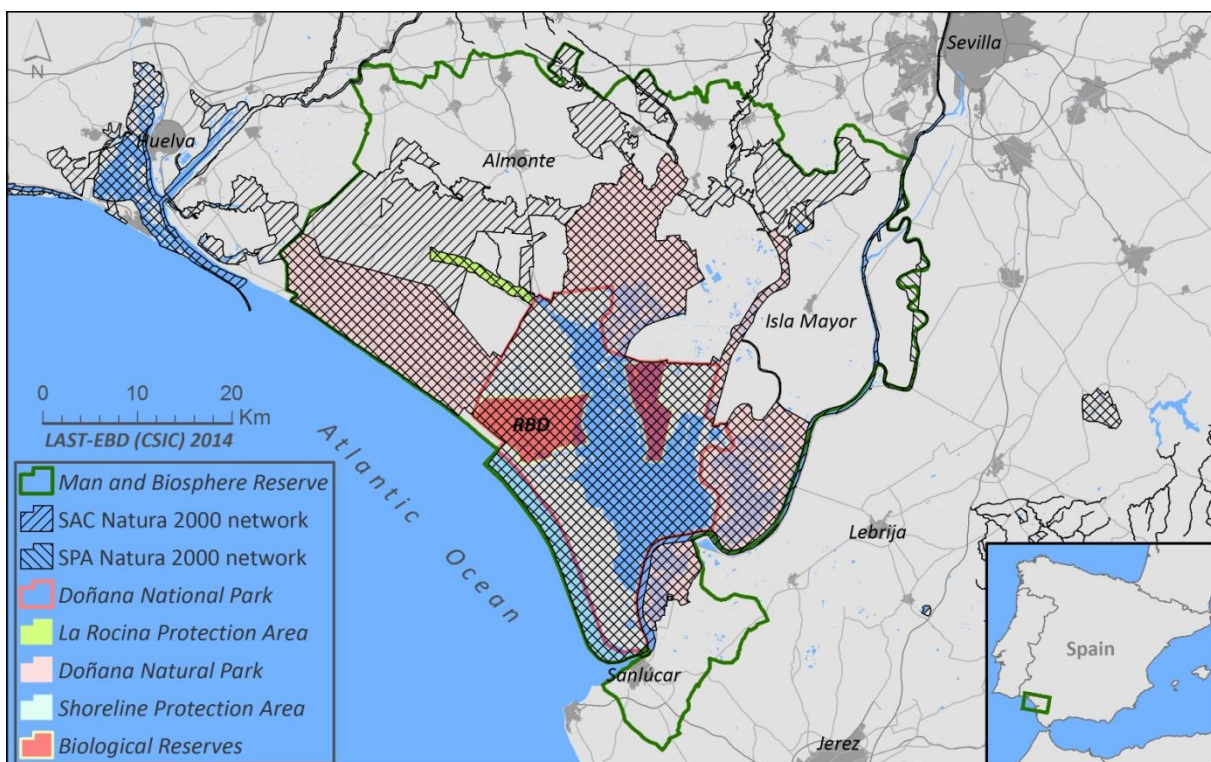 Sevilla
Huelva
Almonte
N
Isla Mayor
0 10 20
Km
LAST-EBD (CSIC) 2014
RBD
Atlantic
Ocean
Lebrija
Sanlúcar
Jerez
Man and Biosphere Reserve
SAC Natura 2000 network
SPA Natura 2000 network
Doñana National Park
La Rocina Protection Area
Doñana Natural Park
Shoreline Protection Area
Biological Reserves
Spain